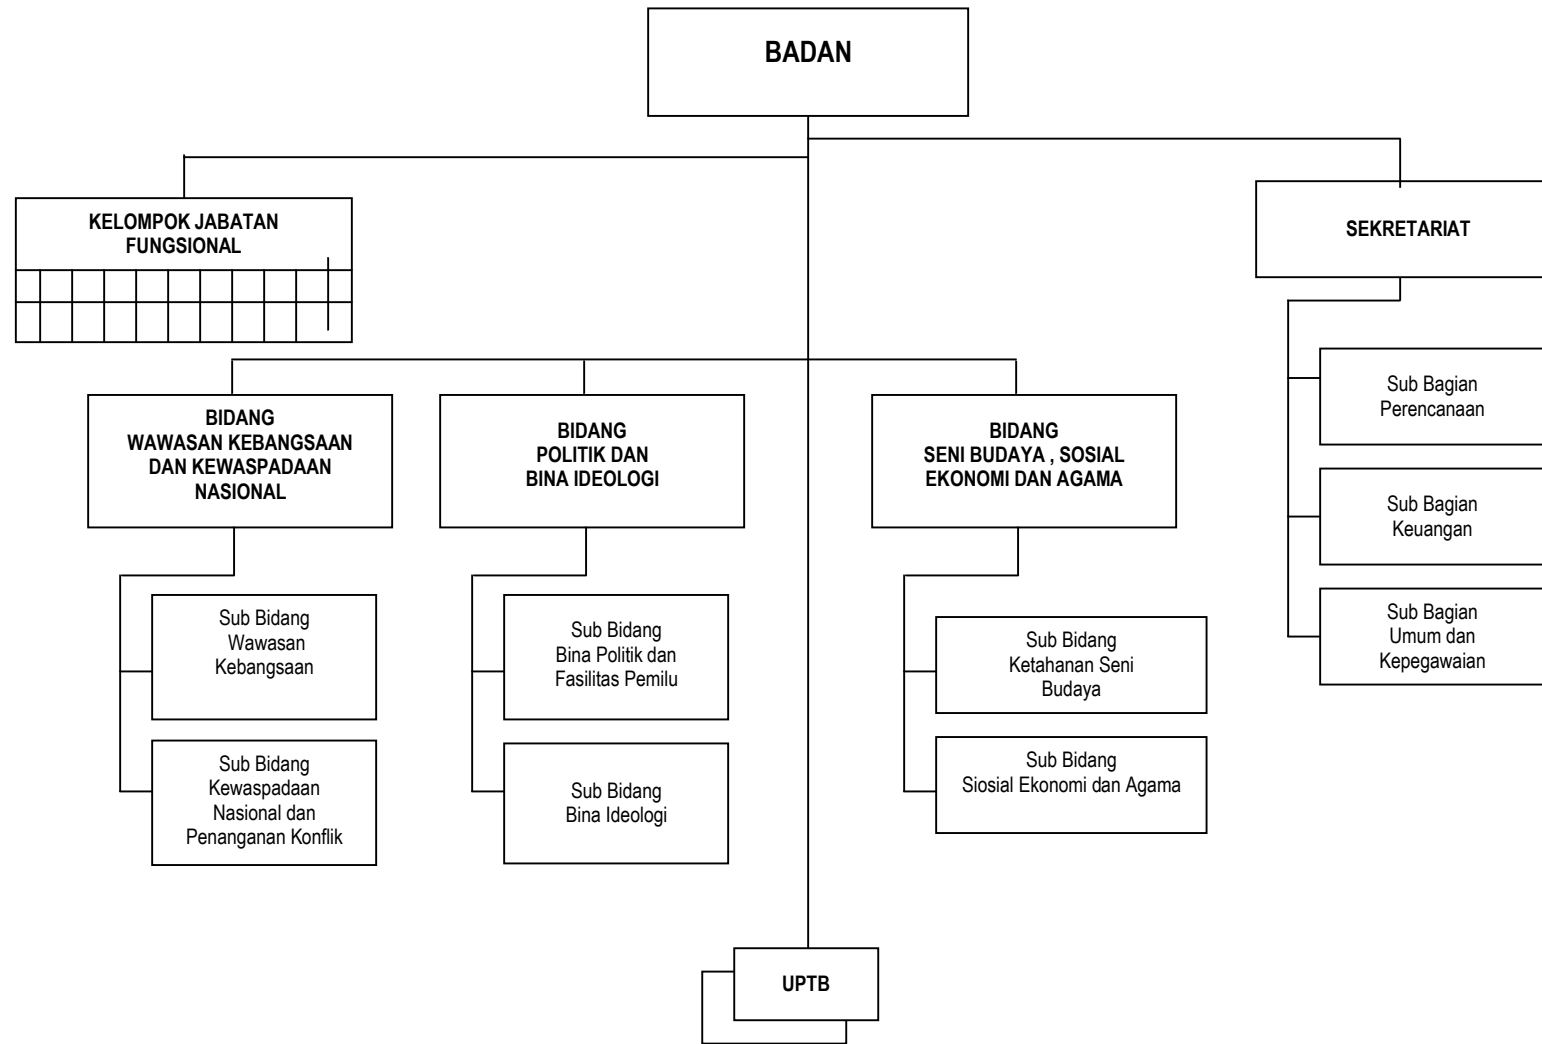 BADAN
KELOMPOK JABATAN
FUNGSIONAL
SEKRETARIAT
BIDANG
WAWASAN KEBANGSAAN
DAN KEWASPADAAN
NASIONAL
BIDANG
POLITIK DAN
BINA IDEOLOGI
BIDANG
SENI BUDAYA , SOSIAL
EKONOMI DAN AGAMA
Sub Bagian
Perencanaan
Sub Bagian
Keuangan
Sub Bagian
Umum dan
Kepegawaian
Sub Bidang
Wawasan
Kebangsaan
Sub Bidang
Bina Politik dan
Fasilitas Pemilu
Sub Bidang
Ketahanan Seni
Budaya
Sub Bidang
Kewaspadaan
Nasional dan
Penanganan Konflik
Sub Bidang
Bina Ideologi
Sub Bidang
Siosial Ekonomi dan Agama
UPTB